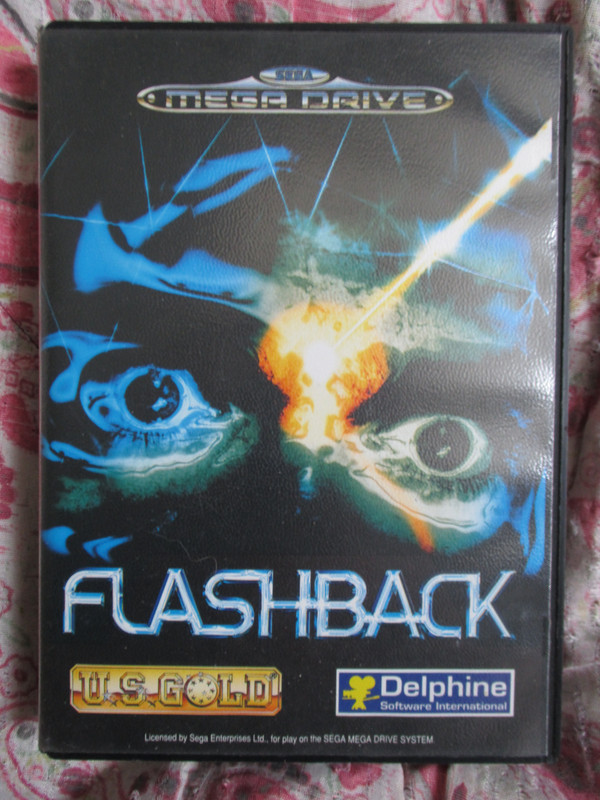 SEGA
MEGA DRIVE
FLASHBACK
U.S. GOLD
Delphine
Software International
Licensed by Sega Enterprises Ltd., for play on the SEGA MEGA DRIVE SYSTEM